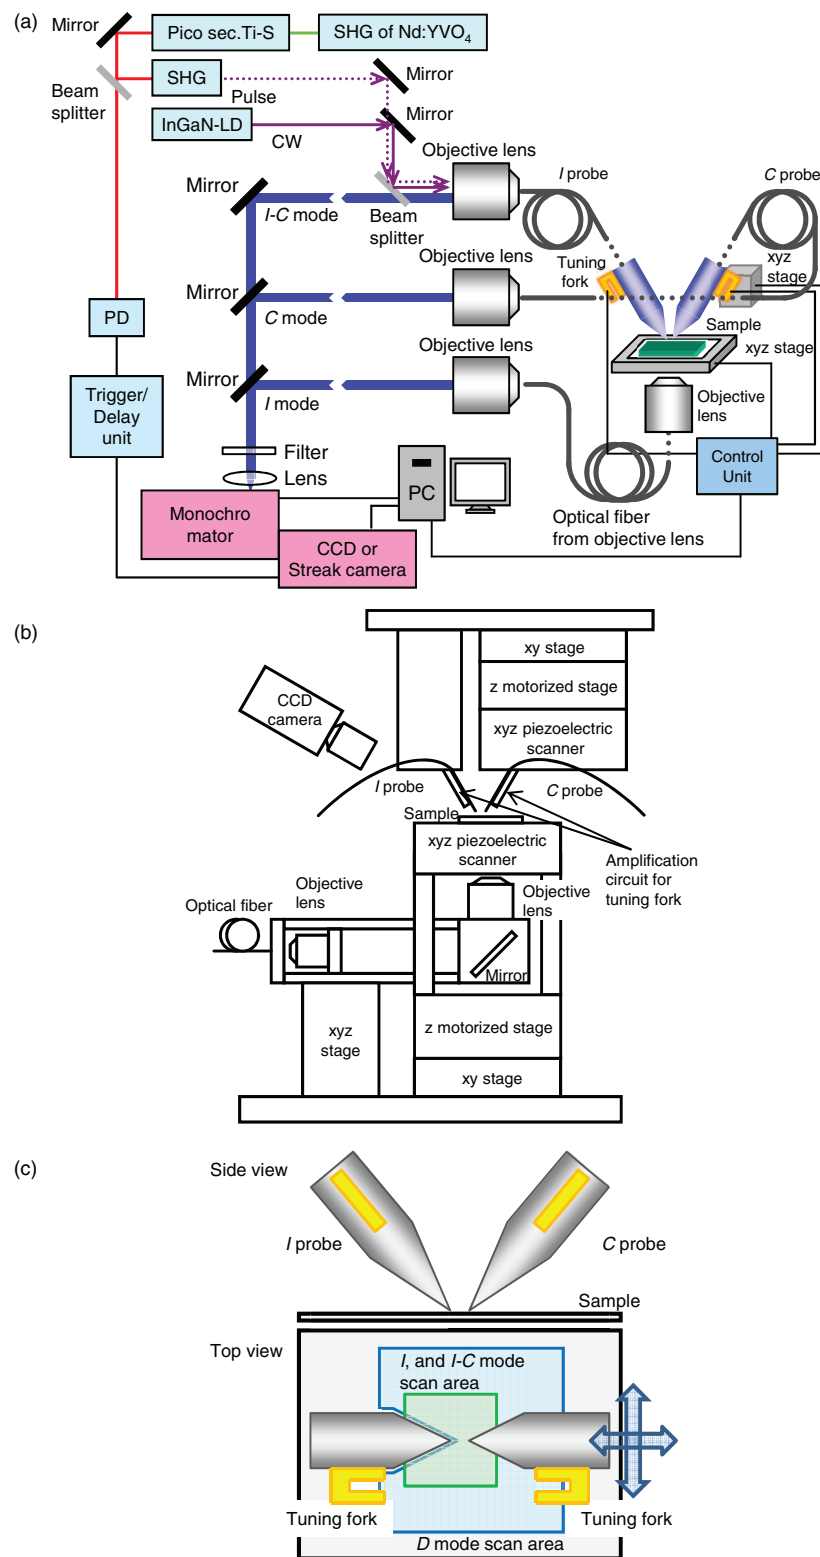 (a)
Mirror
Pico sec.Ti-S
SHG of Nd:YVO4
Beam
splitter
SHG
Pulse
Mirror
InGaN-LD
CW
Mirror
Objective lens
Mirror
I-C mode
Beam
splitter
I probe
C probe
Tuning
fork
xyz
stage
Objective lens
Mirror
C mode
PD
Sample
xyz stage
Objective lens
Mirror
I mode
Trigger/
Delay
unit
Objective
lens
Filter
Lens
PC
Control
Unit
Monochro
mator
Optical fiber
from objective lens
CCD or
Streak camera
(b)
xy stage
z motorized stage
CCD
camera
xyz piezoelectric
scanner
I probe
C probe
Sample
xyz piezoelectric
scanner
Amplification
circuit for
tuning fork
Objective
lens
Objective
lens
Optical fiber
Mirror
xyz
stage
z motorized stage
xy stage
(c)
Side view
I probe
C probe
Sample
Top view
I, and I-C mode
scan area
Tuning fork
Tuning fork
D mode scan area